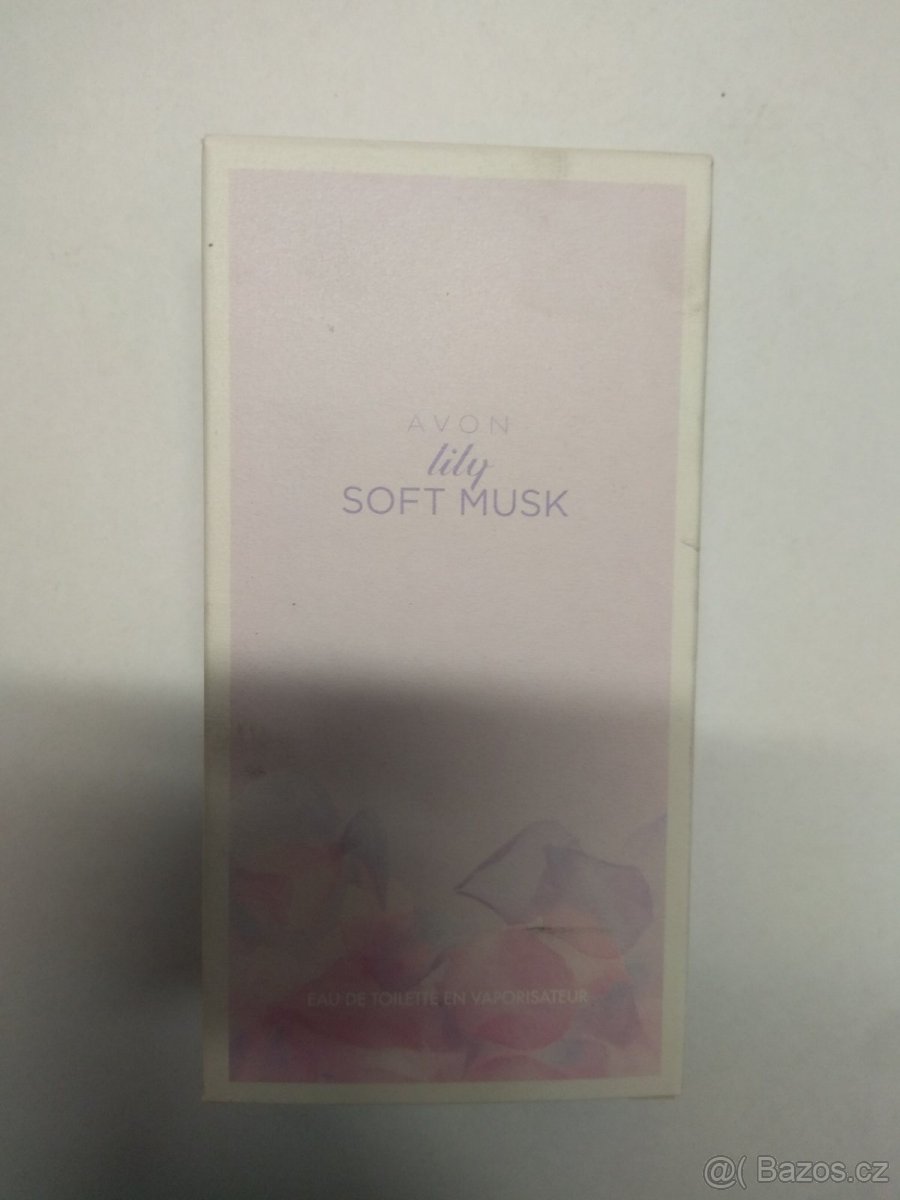 AVON
lily
SOFT MUSK
EAU DE TOILETTE EN VAPORISATEUR
@( Bazos.cz